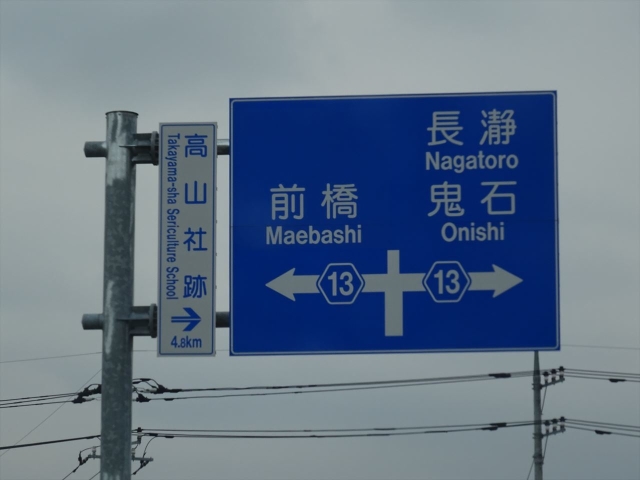 高山社跡
Takayama-sha Sericulture School
4.8km
長瀞
Nagatoro
前橋
鬼石
Maebashi
Onishi
13
13